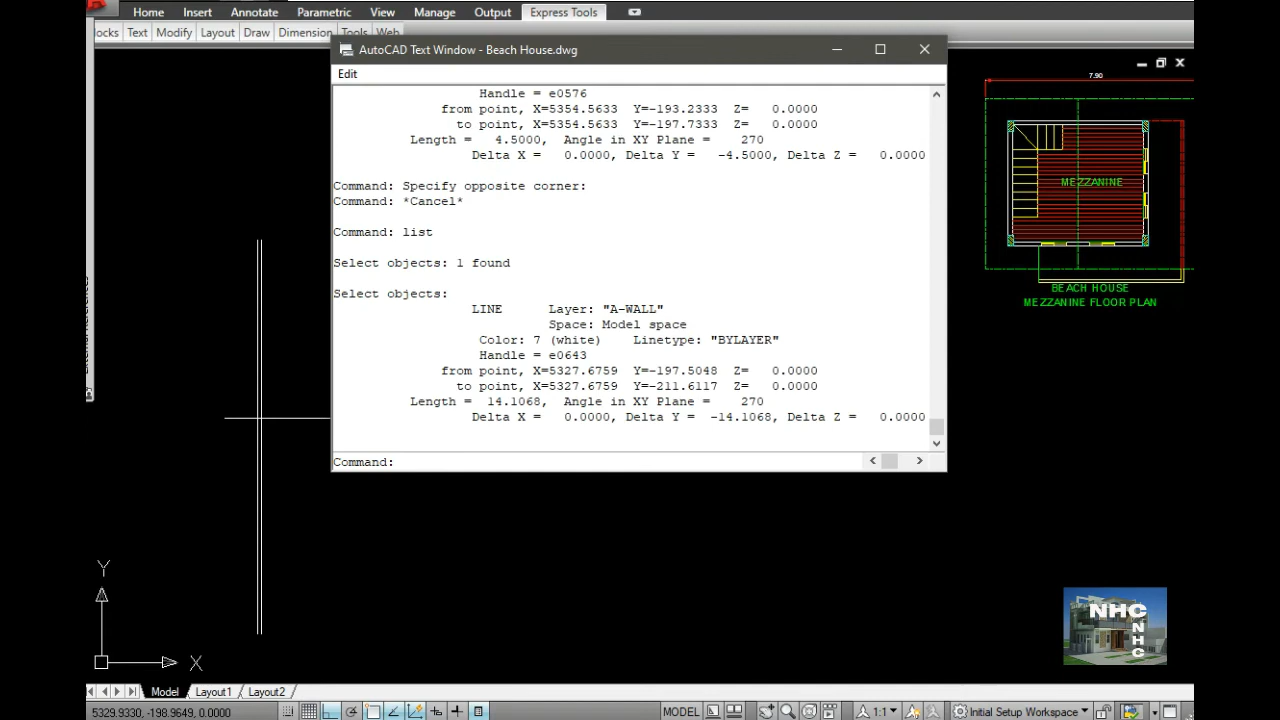 Home Insert Annotate Parametric View Manage Output Express Tools
ocks Text Modify Layout Draw Dimension Tools Web
AutoCAD Text Window - Beach House.dwg
Edit
Handle = e0576
from point, X=5354.5633 Y=-193.2333 Z= 0.0000
to point, X=5354.5633 Y=-197.7333 Z= 0.0000
Length = 4.5000, Angle in XY Plane = 270
Delta X = 0.0000, Delta Y = -4.5000, Delta Z = 0.0000
Command: Specify opposite corner:
Command: *Cancel*
Command: list
Select objects: 1 found
Select objects:
LINE Layer: "A-WALL"
Space: Model space
Color: 7 (white) Linetype: "BYLAYER"
Handle = e0643
from point, X=5327.6759 Y=-197.5048 Z= 0.0000
to point, X=5327.6759 Y=-211.6117 Z= 0.0000
Length = 14.1068, Angle in XY Plane = 270
Delta X = 0.0000, Delta Y = -14.1068, Delta Z = 0.0000
Command:
7.90
MEZZANINE
BEACH HOUSE
MEZZANINE FLOOR PLAN
Y
X
NHC
NHC
Model Layout1 Layout2
5329.9330, -198.9649, 0.0000 MODEL 1:1 Initial Setup Workspace